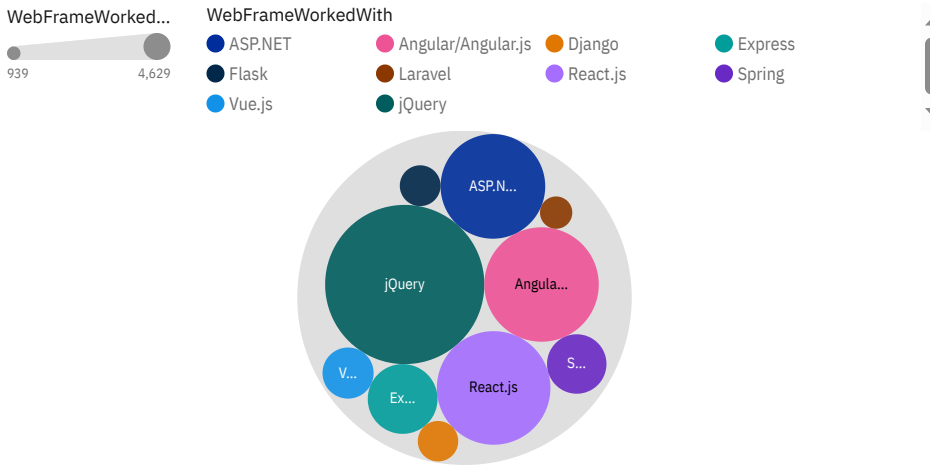 WebFrameWorked...
939 4,629
WebFrameWorkedWith
ASP.NET Angular/Angular.js Django Express
Flask Laravel React.js Spring
Vue.js jQuery
ASP.N...
jQuery
Angula...
S...
V...
React.js
Ex...